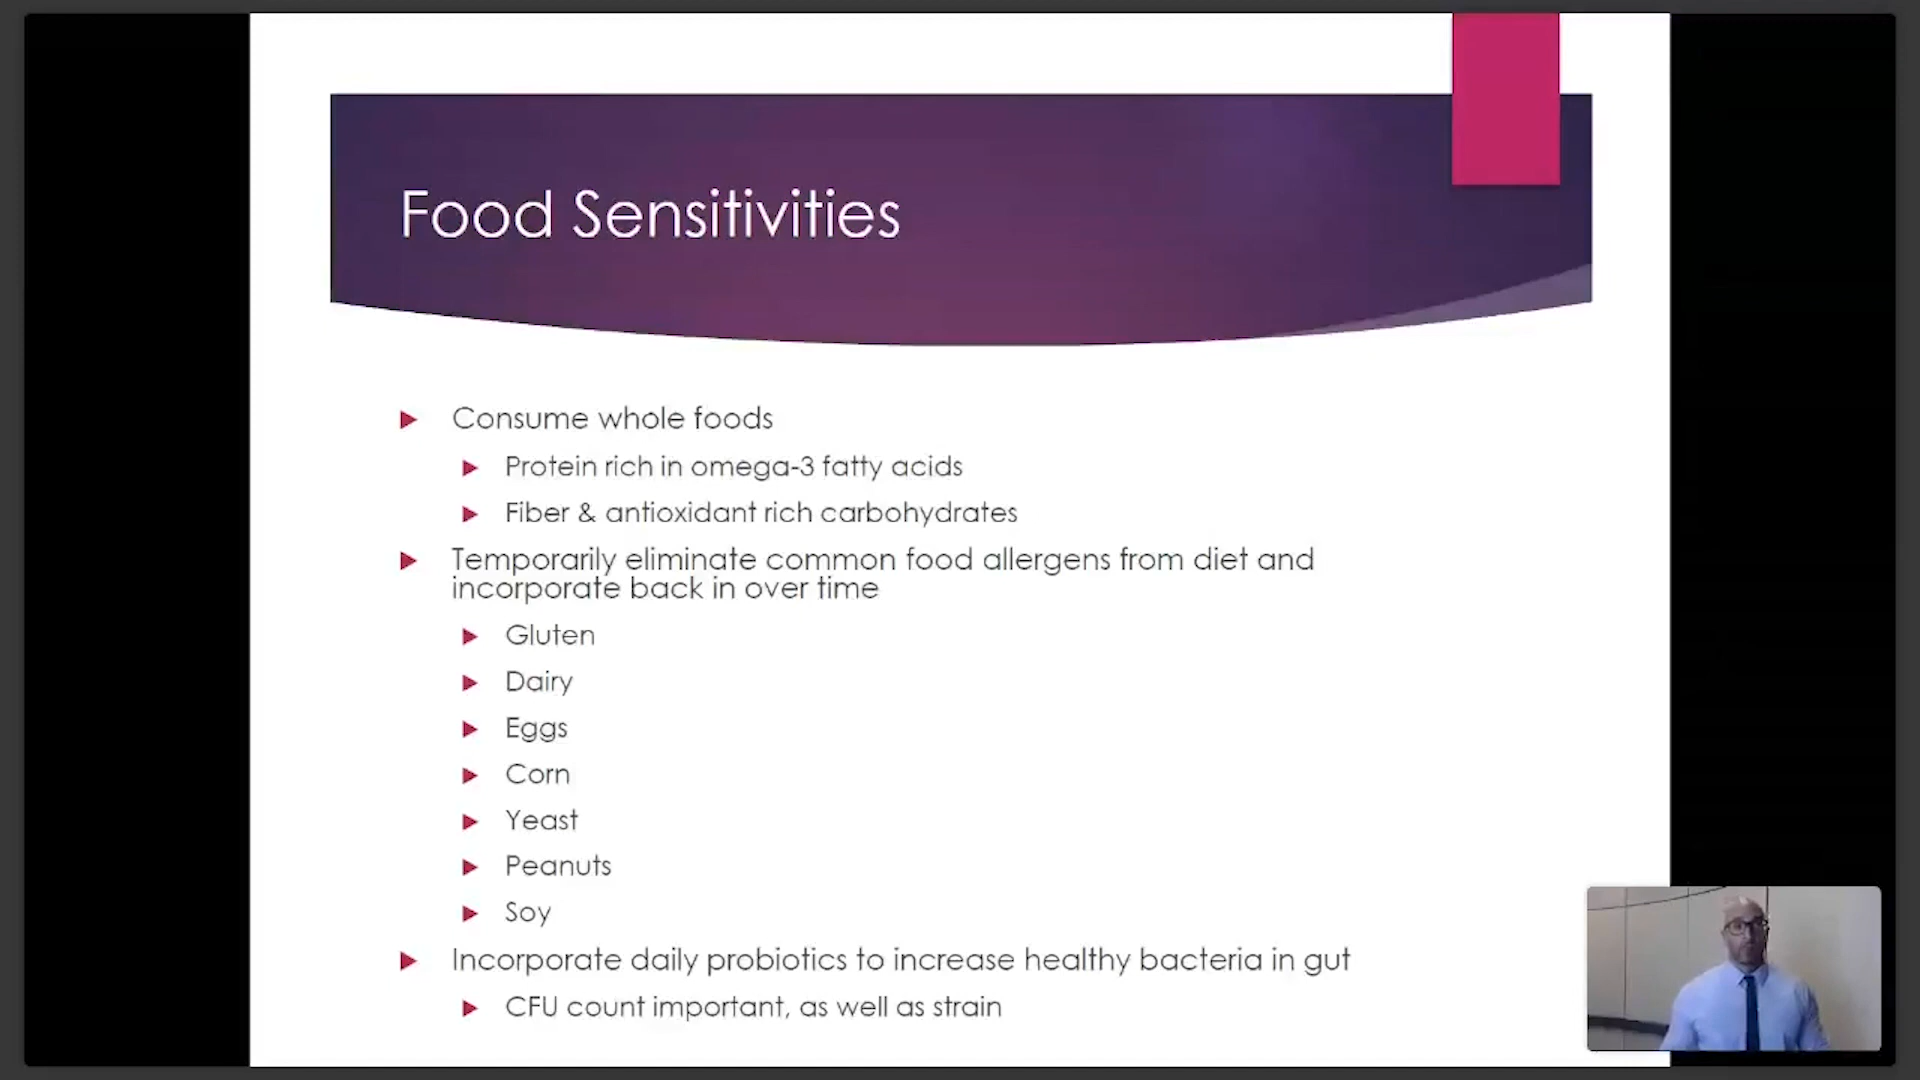 Food Sensitivities
Consume whole foods
Protein rich in omega-3 fatty acids
Fiber & antioxidant rich carbohydrates
Temporarily eliminate common food allergens from diet and
incorporate back in over time
Gluten
Dairy
Eggs
Corn
Yeast
Peanuts
Soy
Incorporate daily probiotics to increase healthy bacteria in gut
CFU count important, as well as strain